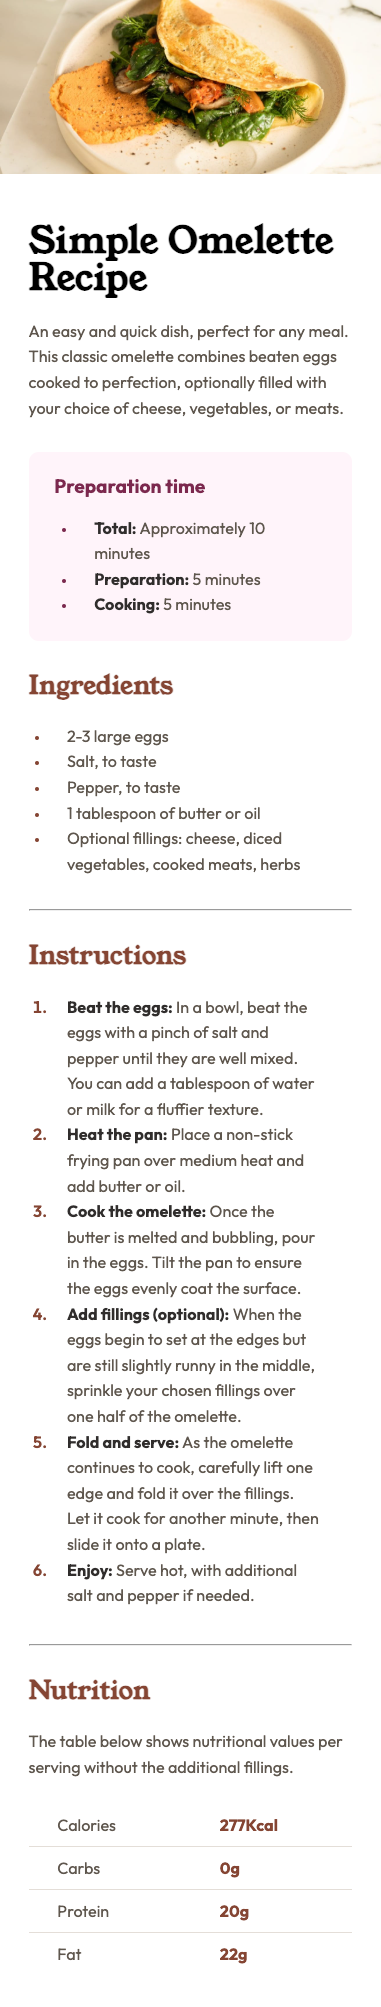 Simple Omelette
Recipe
An easy and quick dish, perfect for any meal.
This classic omelette combines beaten eggs
cooked to perfection, optionally filled with
your choice of cheese, vegetables, or meats.
Preparation time
• Total: Approximately 10
minutes
• Preparation: 5 minutes
• Cooking: 5 minutes
Ingredients
• 2-3 large eggs
• Salt, to taste
• Pepper, to taste
• 1 tablespoon of butter or oil
• Optional fillings: cheese, diced
vegetables, cooked meats, herbs
Instructions
1. Beat the eggs: In a bowl, beat the
eggs with a pinch of salt and
pepper until they are well mixed.
You can add a tablespoon of water
or milk for a fluffier texture.
2. Heat the pan: Place a non-stick
frying pan over medium heat and
add butter or oil.
3. Cook the omelette: Once the
butter is melted and bubbling, pour
in the eggs. Tilt the pan to ensure
the eggs evenly coat the surface.
4. Add fillings (optional): When the
eggs begin to set at the edges but
are still slightly runny in the middle,
sprinkle your chosen fillings over
one half of the omelette.
5. Fold and serve: As the omelette
continues to cook, carefully lift one
edge and fold it over the fillings.
Let it cook for another minute, then
slide it onto a plate.
6. Enjoy: Serve hot, with additional
salt and pepper if needed.
Nutrition
The table below shows nutritional values per
serving without the additional fillings.
Calories 277Kcal
Carbs 0g
Protein 20g
Fat 22g